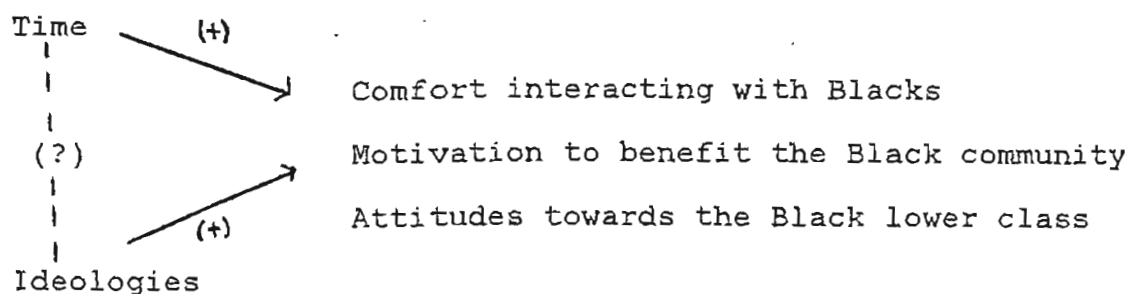 Time
(+)
Comfort interacting with Blacks
(?)
Motivation to benefit the Black community
Attitudes towards the Black lower class
(+)
Ideologies